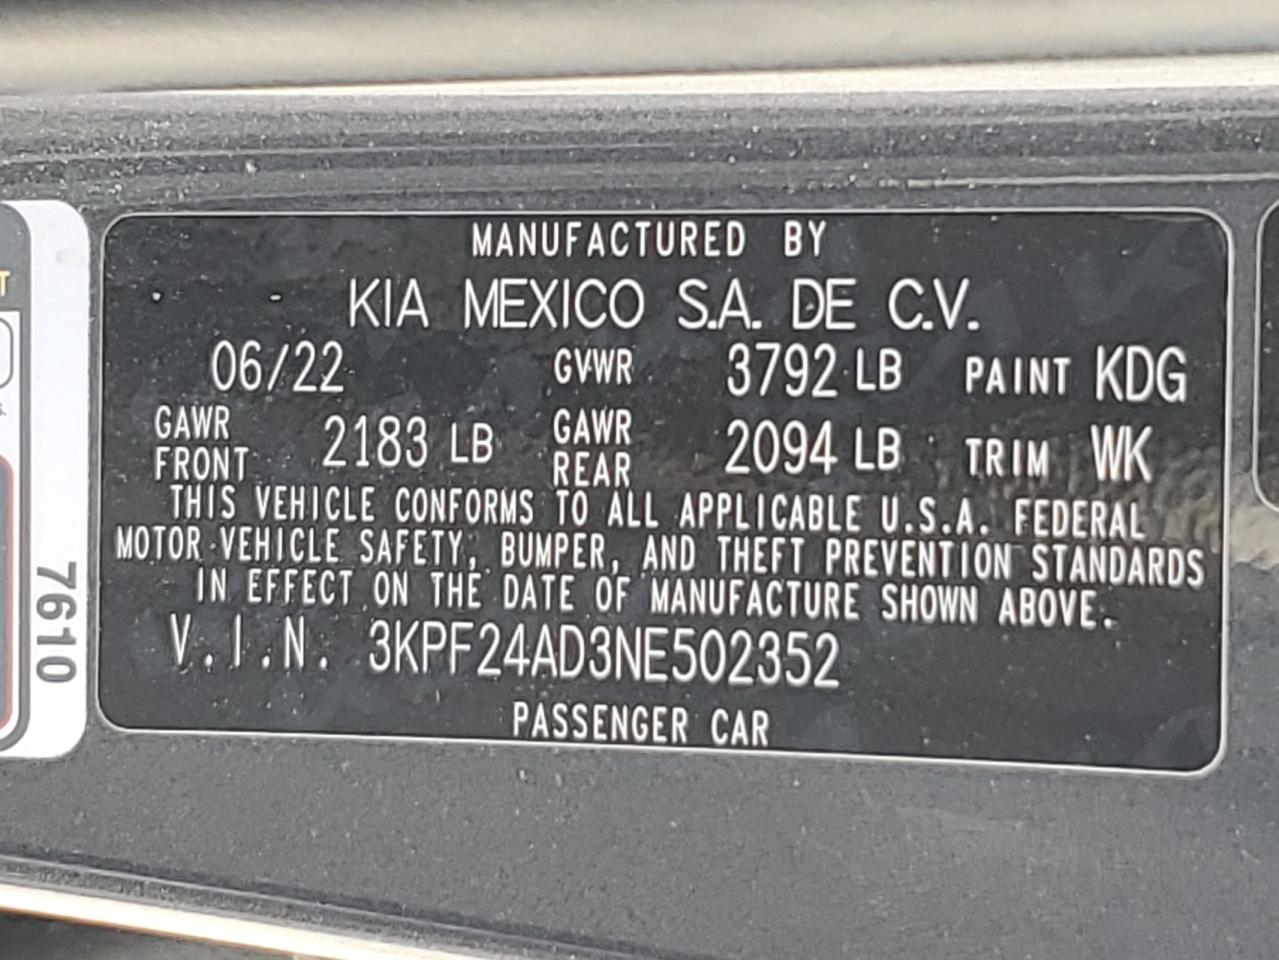 MANUFACTURED BY
KIA MEXICO S.A. DE C.V.
06/22 GVWR 3792 LB PAINT KDG
GAWR FRONT 2183 LB GAWR REAR 2094 LB TRIM WK
THIS VEHICLE CONFORMS TO ALL APPLICABLE U.S.A. FEDERAL
MOTOR VEHICLE SAFETY, BUMPER, AND THEFT PREVENTION STANDARDS
IN EFFECT ON THE DATE OF MANUFACTURE SHOWN ABOVE.
V.I.N. 3KPF24AD3NE502352
PASSENGER CAR
7610